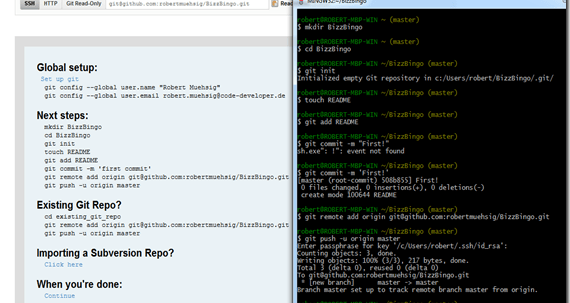 SSH HTTP Git Read-Only git@github.com:robertmuehsig/BizzBingo.git Read
Global setup:
Set up git
git config --global user.name "Robert Muehsig"
git config --global user.email robert.muehsig@code-developer.de
Next steps:
mkdir BizzBingo
cd BizzBingo
git init
touch README
git add README
git commit -m 'first commit'
git remote add origin git@github.com:robertmuehsig/BizzBingo.git
git push -u origin master
Existing Git Repo?
cd existing_git_repo
git remote add origin git@github.com:robertmuehsig/BizzBingo.git
git push -u origin master
Importing a Subversion Repo?
Click here
When you're done:
Continue
MINGW32:~/BizzBingo
robert@ROBERT-MBP-WIN ~ (master)
$ mkdir BizzBingo
robert@ROBERT-MBP-WIN ~ (master)
$ cd BizzBingo
robert@ROBERT-MBP-WIN ~/BizzBingo (master)
$ git init
Initialized empty Git repository in c:/Users/robert/BizzBingo/.git/
robert@ROBERT-MBP-WIN ~/BizzBingo (master)
$ touch README
robert@ROBERT-MBP-WIN ~/BizzBingo (master)
$ git add README
robert@ROBERT-MBP-WIN ~/BizzBingo (master)
$ git commit -m "First!"
sh.exe": !": event not found
robert@ROBERT-MBP-WIN ~/BizzBingo (master)
$ git commit -m 'First!'
[master (root-commit) 508b855] First!
0 files changed, 0 insertions(+), 0 deletions(-)
create mode 100644 README
robert@ROBERT-MBP-WIN ~/BizzBingo (master)
$ git remote add origin git@github.com:robertmuehsig/BizzBingo.git
robert@ROBERT-MBP-WIN ~/BizzBingo (master)
$ git push -u origin master
Enter passphrase for key '/c/Users/robert/.ssh/id_rsa':
Counting objects: 3, done.
Writing objects: 100% (3/3), 217 bytes, done.
Total 3 (delta 0), reused 0 (delta 0)
To git@github.com:robertmuehsig/BizzBingo.git
* [new branch] master -> master
Branch master set up to track remote branch master from origin.